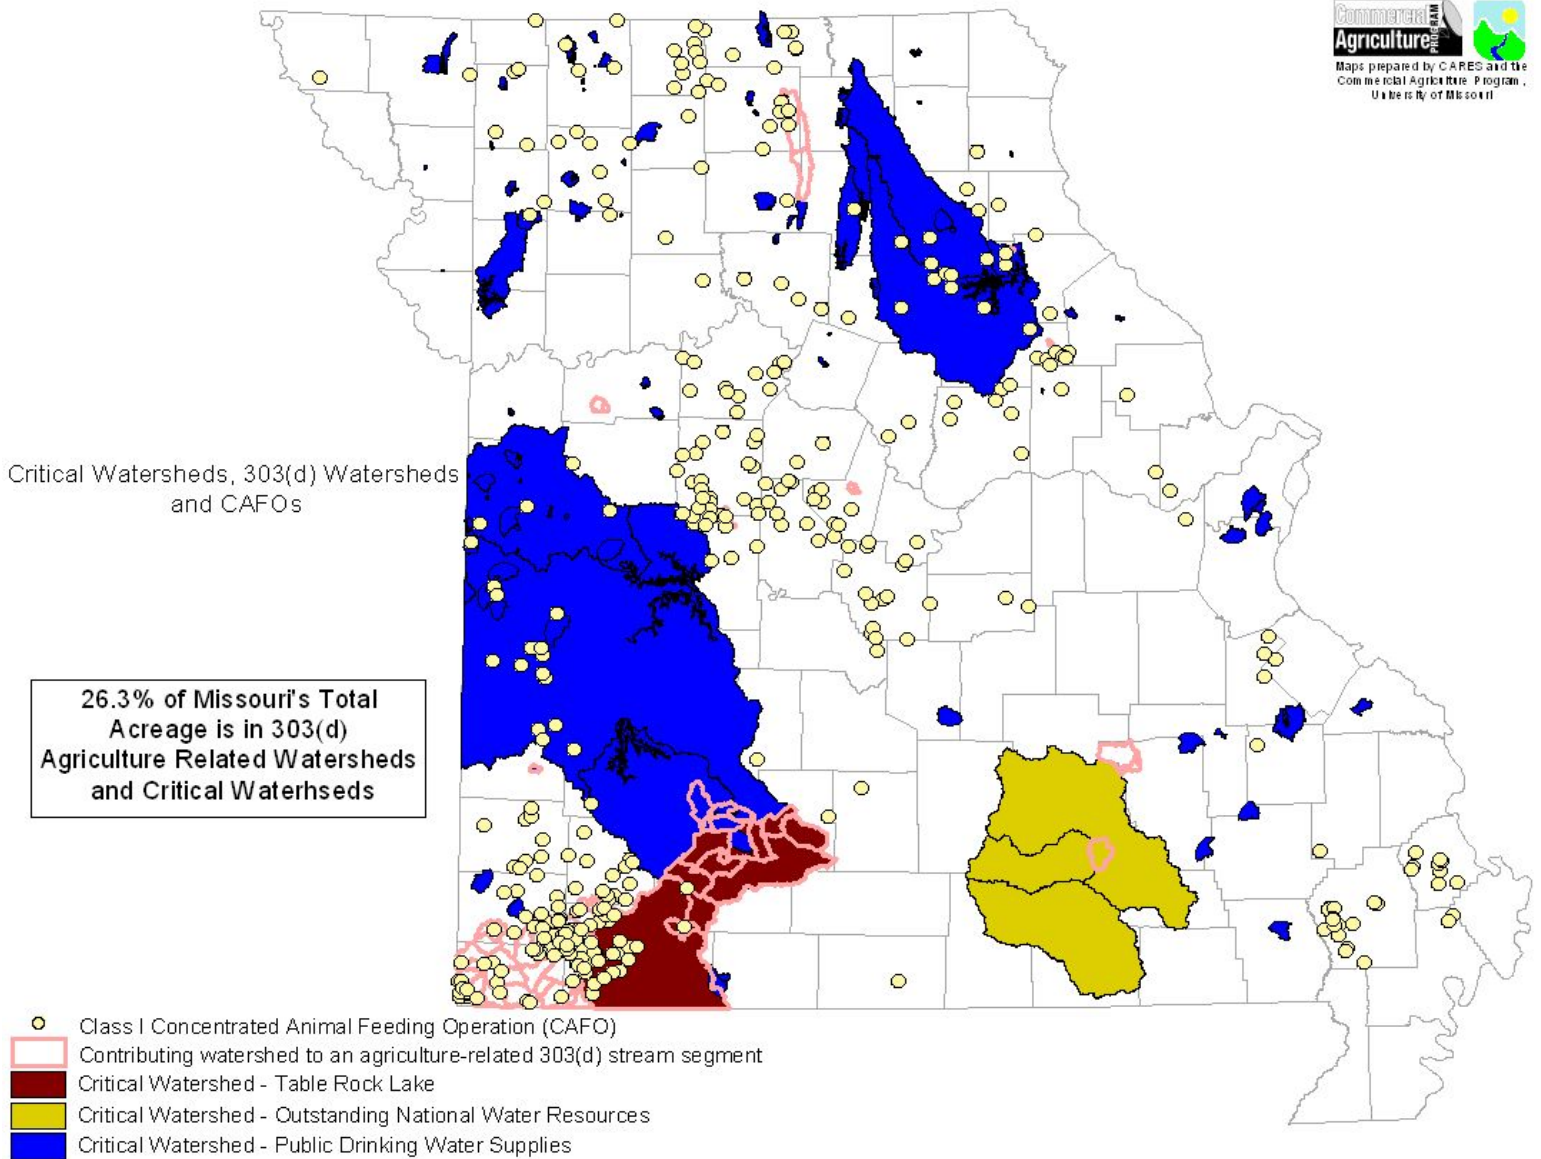 Commercial
Agriculture
PROGRAM
Maps prepared by CARES and the
Commercial Agriculture Program,
University of Missouri
Critical Watersheds, 303(d) Watersheds
and CAFOs
26.3% of Missouri's Total
Acreage is in 303(d)
Agriculture Related Watersheds
and Critical Waterhseds
Class I Concentrated Animal Feeding Operation (CAFO)
Contributing watershed to an agriculture-related 303(d) stream segment
Critical Watershed - Table Rock Lake
Critical Watershed - Outstanding National Water Resources
Critical Watershed - Public Drinking Water Supplies